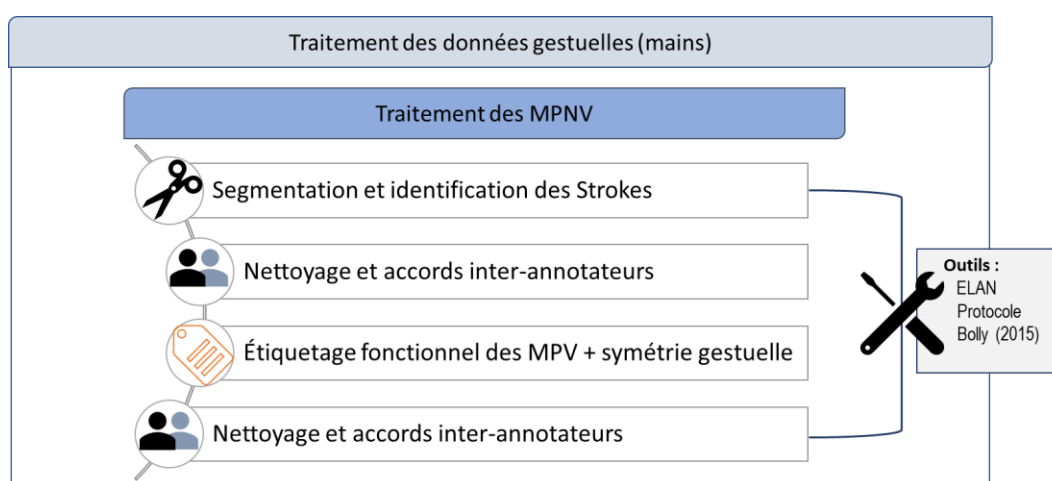 Traitement des données gestuelles (mains)
Traitement des MPNV
Segmentation et identification des Strokes
Nettoyage et accords inter-annotateurs
Étiquetage fonctionnel des MPV + symétrie gestuelle
Nettoyage et accords inter-annotateurs
Outils :
ELAN
Protocole
Bolly (2015)